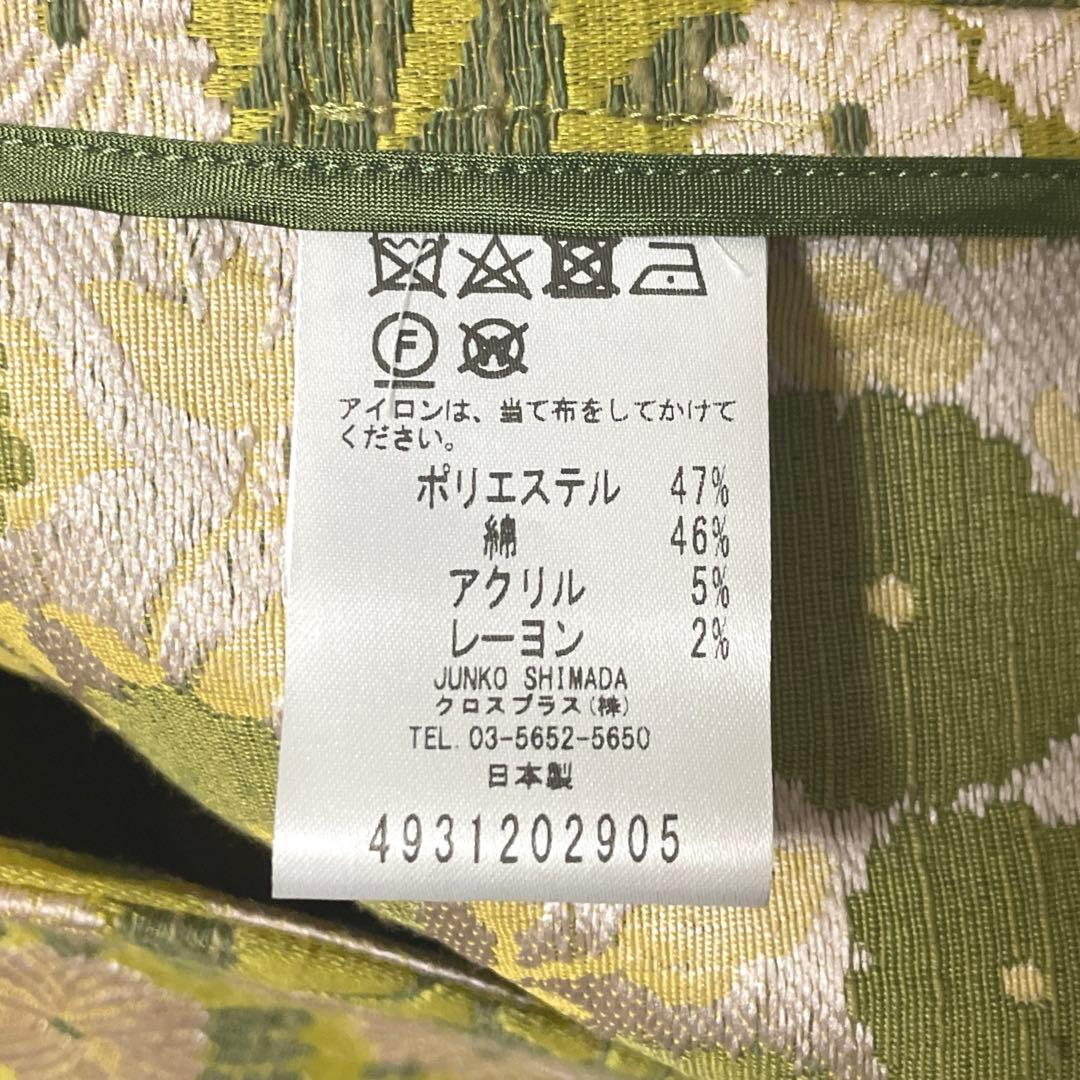 F W
アイロンは、当て布をしてかけて
ください。
ポリエステル 47%
綿 46%
アクリル 5%
レーヨン 2%
JUNKO SHIMADA
クロスプラス(株)
TEL. 03-5652-5650
日本製
4931202905